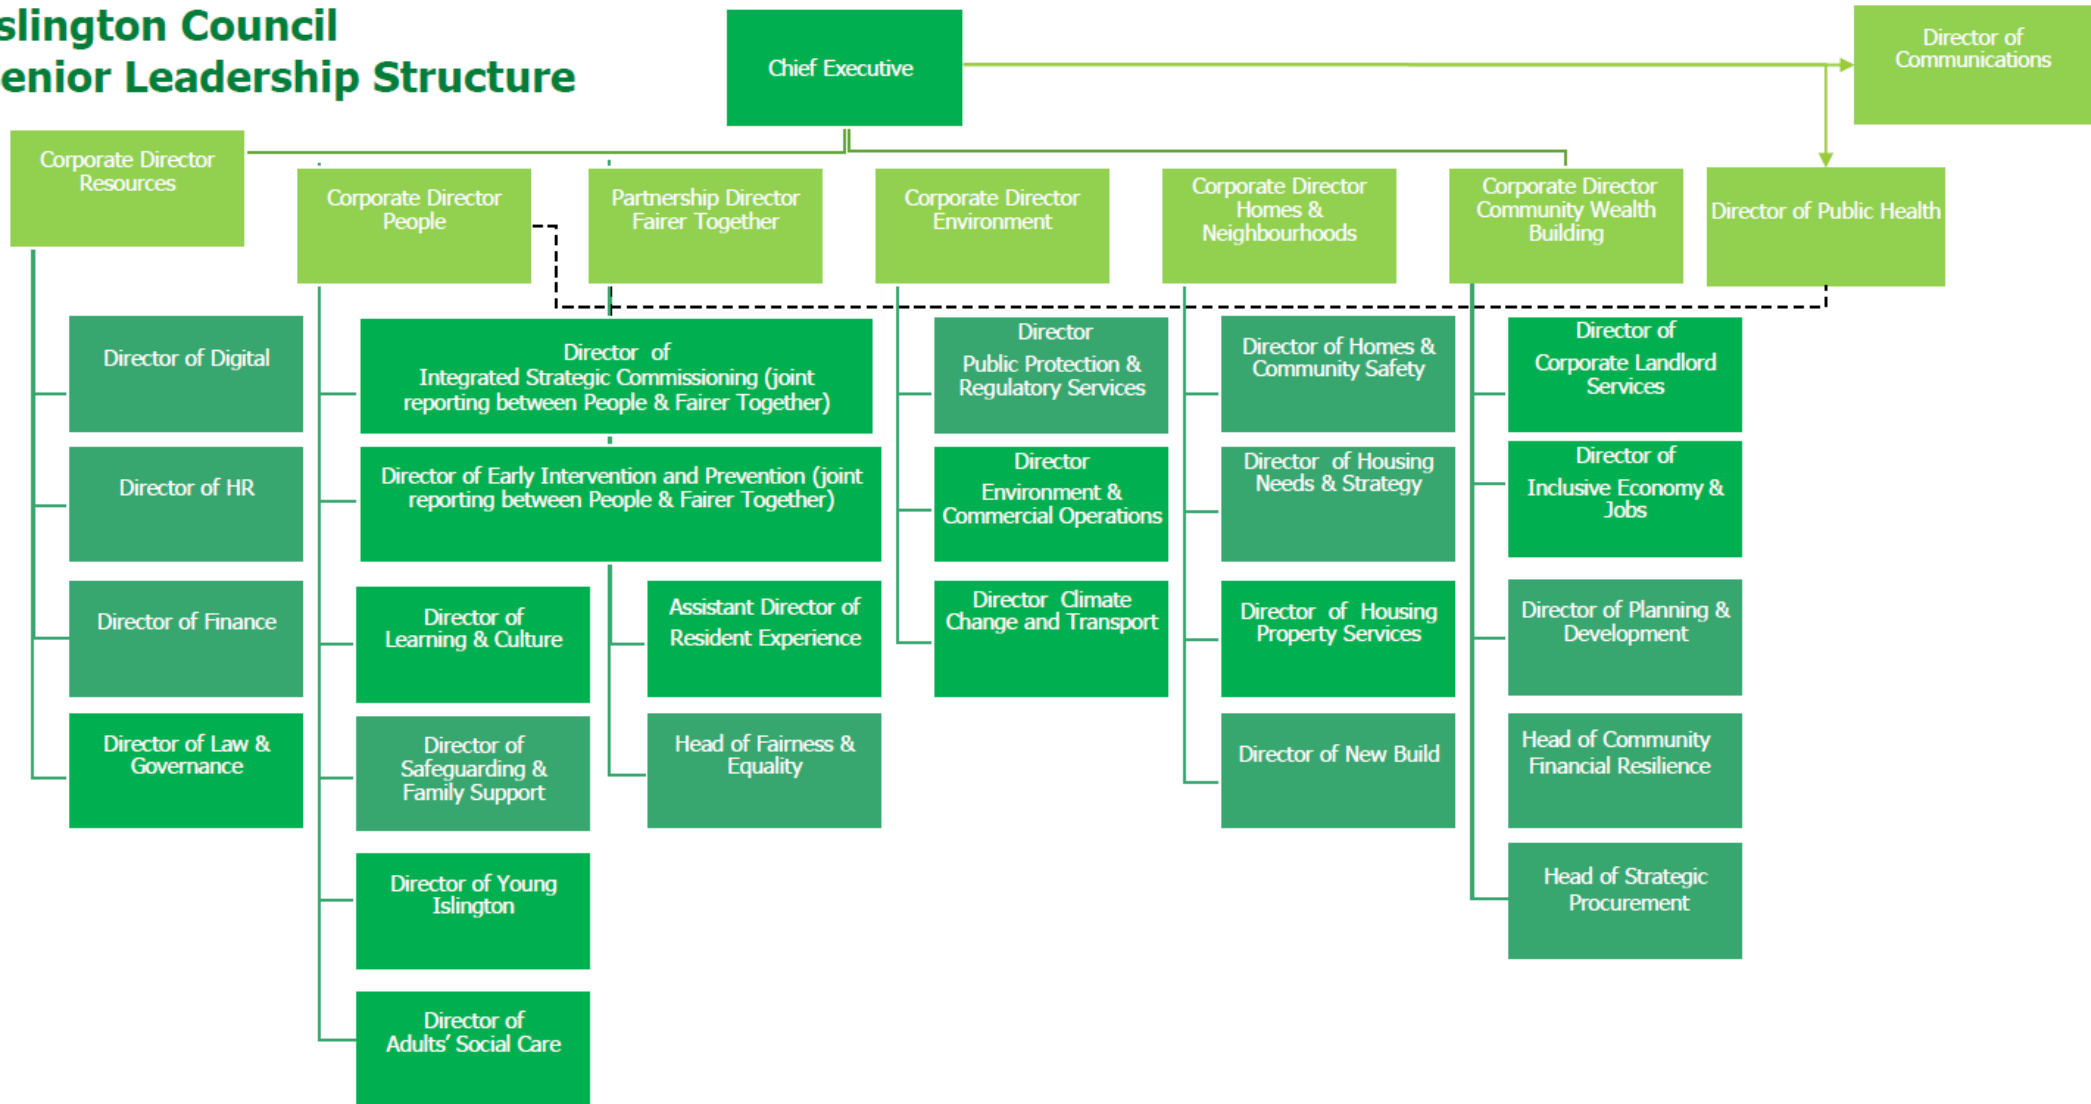 slington Council
enior Leadership Structure
Chief Executive
Director of
Communications
Corporate Director
Resources
Corporate Director
People
Partnership Director
Fairer Together
Corporate Director
Environment
Corporate Director
Homes &
Neighbourhoods
Corporate Director
Community Wealth
Building
Director of Public Health
Director of Digital
Director of HR
Director of Finance
Director of Law &
Governance
Director of
Integrated Strategic Commissioning (joint
reporting between People & Fairer Together)
Director of Early Intervention and Prevention (joint
reporting between People & Fairer Together)
Director of
Learning & Culture
Director of
Safeguarding &
Family Support
Director of Young
Islington
Director of
Adults’ Social Care
Assistant Director of
Resident Experience
Head of Fairness &
Equality
Director
Public Protection &
Regulatory Services
Director
Environment &
Commercial Operations
Director Climate
Change and Transport
Director of Homes &
Community Safety
Director of Housing
Needs & Strategy
Director of Housing
Property Services
Director of New Build
Director of
Corporate Landlord
Services
Director of
Inclusive Economy &
Jobs
Director of Planning &
Development
Head of Community
Financial Resilience
Head of Strategic
Procurement